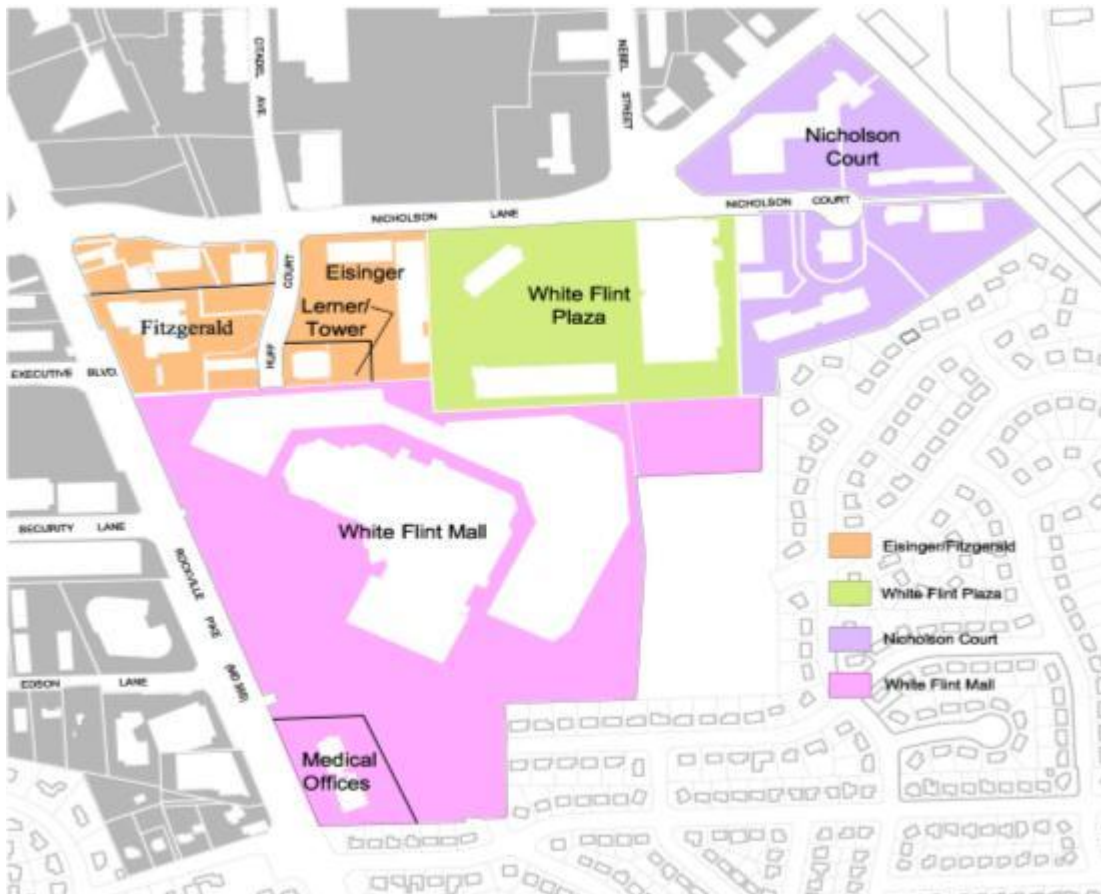 CITADEL AVE.
NEBEL STREET
Nicholson
Court
NICHOLSON LANE
NICHOLSON COURT
HUFF COURT
Eisinger
Lerner/
Tower
Fitzgerald
White Flint
Plaza
EXECUTIVE BLVD.
White Flint Mall
SECURITY LANE
ROCKVILLE PIKE (MD 355)
EDSON LANE
Medical
Offices
Eisinger/Fitzgerald
White Flint Plaza
Nicholson Court
White Flint Mall